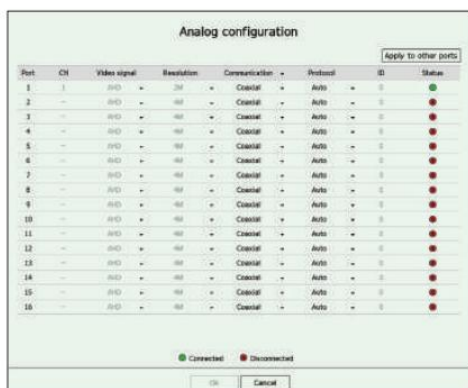 Analog configuration
Apply to other ports
Port CH Video signal Resolution Communication Protocol ID Status
1 1 AHD 2M Coaxial Auto 0
2 -- AHD 4M Coaxial Auto 0
3 -- AHD 4M Coaxial Auto 0
4 -- AHD 4M Coaxial Auto 0
5 -- AHD 4M Coaxial Auto 0
6 -- AHD 4M Coaxial Auto 0
7 -- AHD 4M Coaxial Auto 0
8 -- AHD 4M Coaxial Auto 0
9 -- AHD 4M Coaxial Auto 0
10 -- AHD 4M Coaxial Auto 0
11 -- AHD 4M Coaxial Auto 0
12 -- AHD 4M Coaxial Auto 0
13 -- AHD 4M Coaxial Auto 0
14 -- AHD 4M Coaxial Auto 0
15 -- AHD 4M Coaxial Auto 0
16 -- AHD 4M Coaxial Auto 0
Connected Disconnected
Ok Cancel